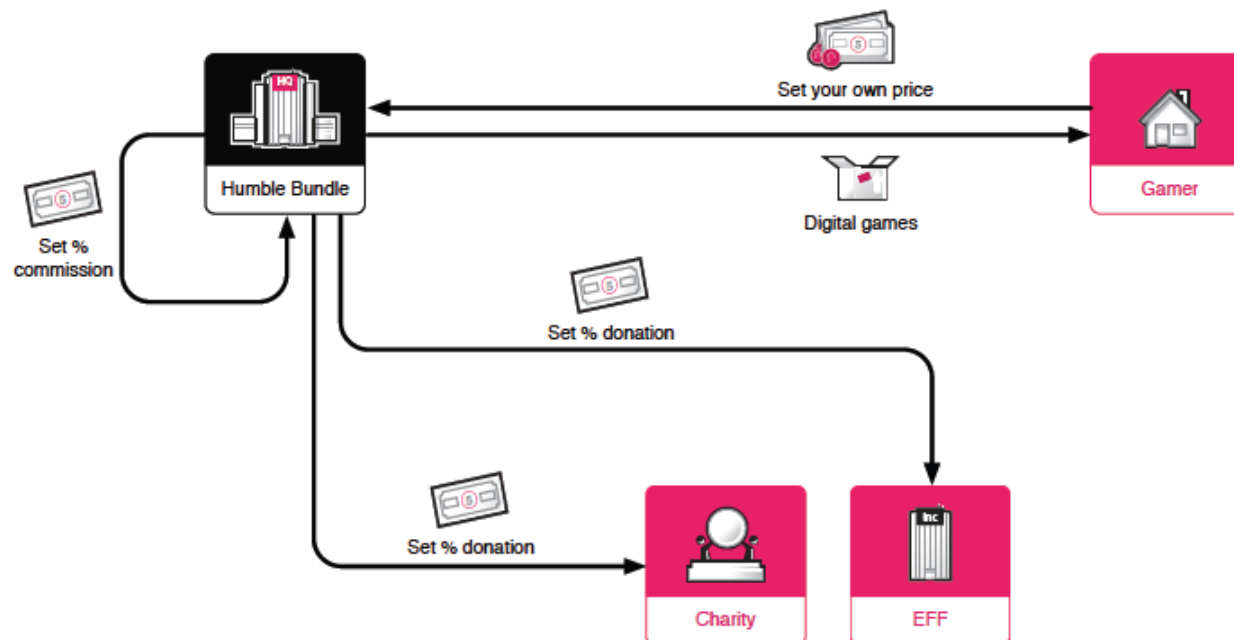 Set your own price
HQ
Humble Bundle
Gamer
Digital games
Set %
commission
Set % donation
Set % donation
Inc
Charity
EFF